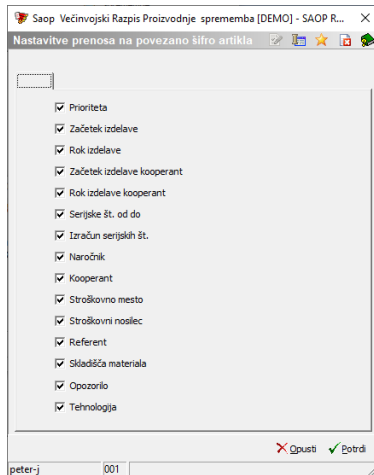 Saop Večinvojski Razpis Proizvodnje sprememba [DEMO] - SAOP R...
Nastavitve prenosa na povezano šifro artikla
Prioriteta
Začetek izdelave
Rok izdelave
Začetek izdelave kooperant
Rok izdelave kooperant
Serijske št. od do
Izračun serijskih št.
Naročnik
Kooperant
Stroškovno mesto
Stroškovni nosilec
Referent
Skladišča materiala
Opozorilo
Tehnologija
Opusti Potrdi
peter-j 001